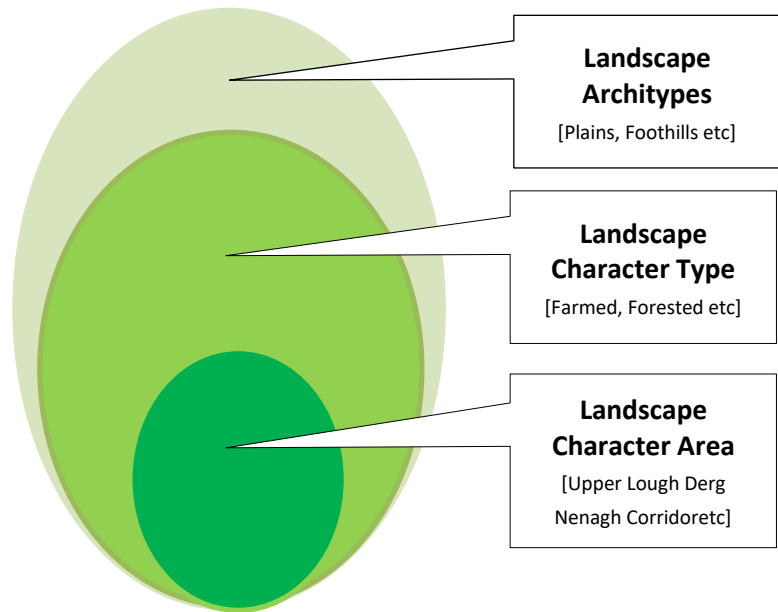 Landscape
Architypes
[Plains, Foothills etc]
Landscape
Character Type
[Farmed, Forested etc]
Landscape
Character Area
[Upper Lough Derg
Nenagh Corridoretc]